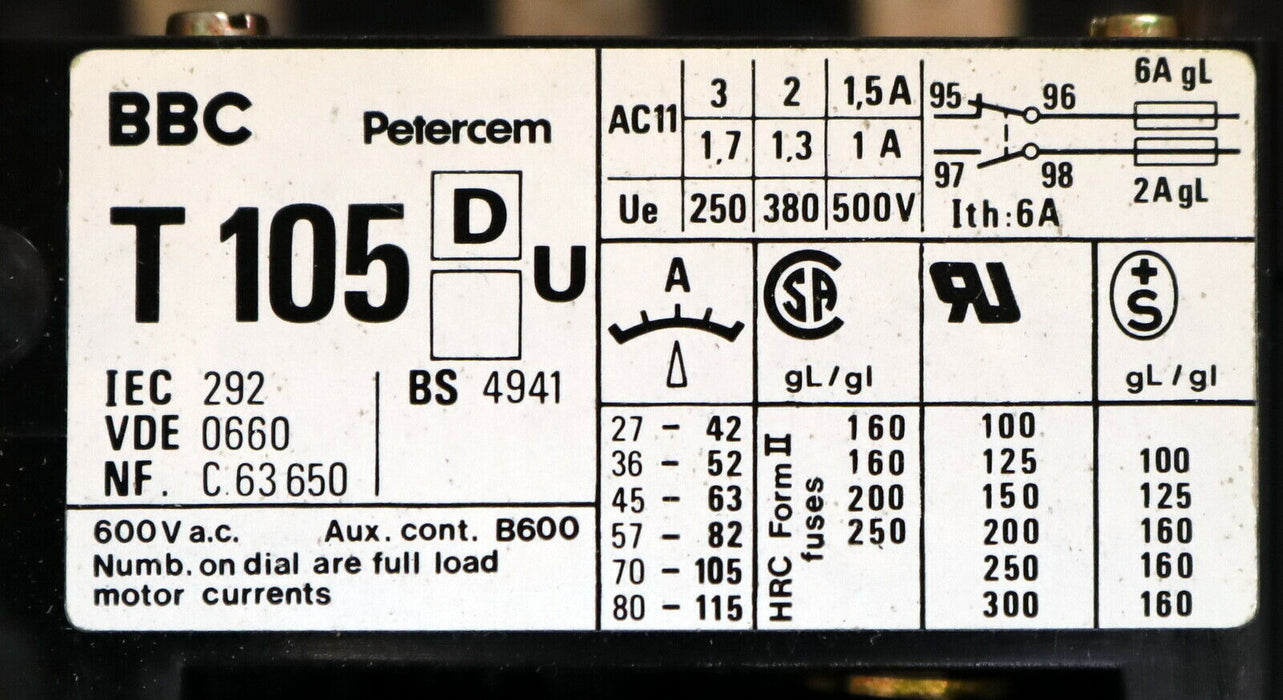 BBC Petercem
T 105 D U
IEC 292 BS 4941
VDE 0660
NF. C.63 650
600 V a.c. Aux. cont. B600
Numb. on dial are full load
motor currents
AC11 3 2 1,5 A
1,7 1,3 1 A
Ue 250 380 500V
95 96 6A gL
97 98 2A gL
Ith : 6A
A SA RU +S
gL / gl gL / gl
HRC Form II
fuses
27 – 42 160 100
36 – 52 160 125 100
45 – 63 200 150 125
57 – 82 250 200 160
70 – 105 250 160
80 – 115 300 160